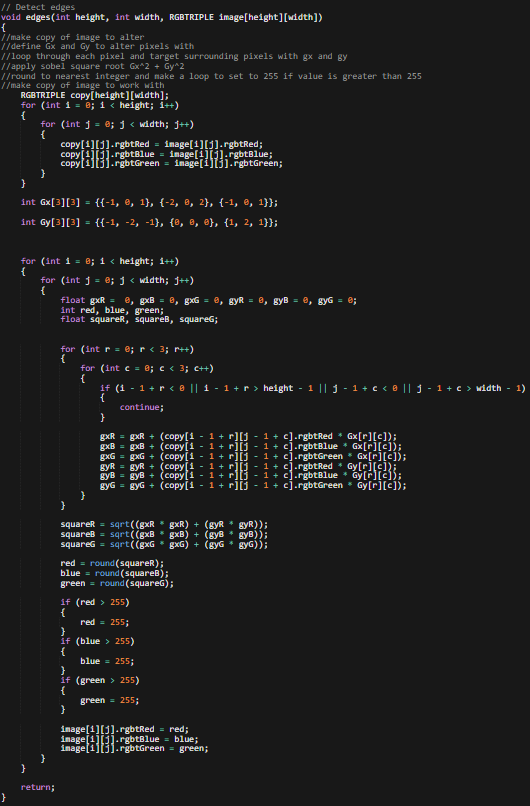 // Detect edges
void edges(int height, int width, RGBTRIPLE image[height][width])
{
//make copy of image to alter
//define Gx and Gy to alter pixels with
//loop through each pixel and target surrounding pixels with gx and gy
//apply sobel square root Gx^2 + Gy^2
//round to nearest integer and make a loop to set to 255 if value is greater than 255
//make copy of image to work with
    RGBTRIPLE copy[height][width];
    for (int i = 0; i < height; i++)
    {
        for (int j = 0; j < width; j++)
        {
            copy[i][j].rgbtRed = image[i][j].rgbtRed;
            copy[i][j].rgbtBlue = image[i][j].rgbtBlue;
            copy[i][j].rgbtGreen = image[i][j].rgbtGreen;
        }
    }
    int Gx[3][3] = {{-1, 0, 1}, {-2, 0, 2}, {-1, 0, 1}};
    int Gy[3][3] = {{-1, -2, -1}, {0, 0, 0}, {1, 2, 1}};
    for (int i = 0; i < height; i++)
    {
        for (int j = 0; j < width; j++)
        {
            float gxR =  0, gxB = 0, gxG = 0, gyR = 0, gyB = 0, gyG = 0;
            int red, blue, green;
            float squareR, squareB, squareG;
            for (int r = 0; r < 3; r++)
            {
                for (int c = 0; c < 3; c++)
                {
                    if (i - 1 + r < 0 || i - 1 + r > height - 1 || j - 1 + c < 0 || j - 1 + c > width - 1)
                    {
                        continue;
                    }
                    gxR = gxR + (copy[i - 1 + r][j - 1 + c].rgbtRed * Gx[r][c]);
                    gxB = gxB + (copy[i - 1 + r][j - 1 + c].rgbtBlue * Gx[r][c]);
                    gxG = gxG + (copy[i - 1 + r][j - 1 + c].rgbtGreen * Gx[r][c]);
                    gyR = gyR + (copy[i - 1 + r][j - 1 + c].rgbtRed * Gy[r][c]);
                    gyB = gyB + (copy[i - 1 + r][j - 1 + c].rgbtBlue * Gy[r][c]);
                    gyG = gyG + (copy[i - 1 + r][j - 1 + c].rgbtGreen * Gy[r][c]);
                }
            }
            squareR = sqrt((gxR * gxR) + (gyR * gyR));
            squareB = sqrt((gxB * gxB) + (gyB * gyB));
            squareG = sqrt((gxG * gxG) + (gyG * gyG));
            red = round(squareR);
            blue = round(squareB);
            green = round(squareG);
            if (red > 255)
            {
                red = 255;
            }
            if (blue > 255)
            {
                blue = 255;
            }
            if (green > 255)
            {
                green = 255;
            }
            image[i][j].rgbtRed = red;
            image[i][j].rgbtBlue = blue;
            image[i][j].rgbtGreen = green;
        }
    }
    return;
}